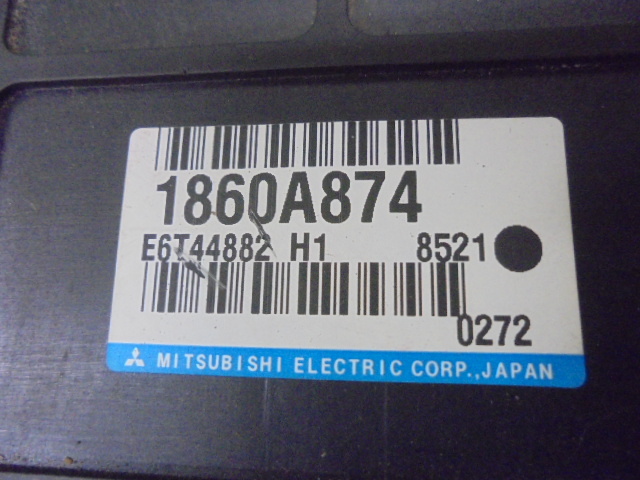 1860A874
E6T44882 H1 8521
0272
MITSUBISHI ELECTRIC CORP.,JAPAN